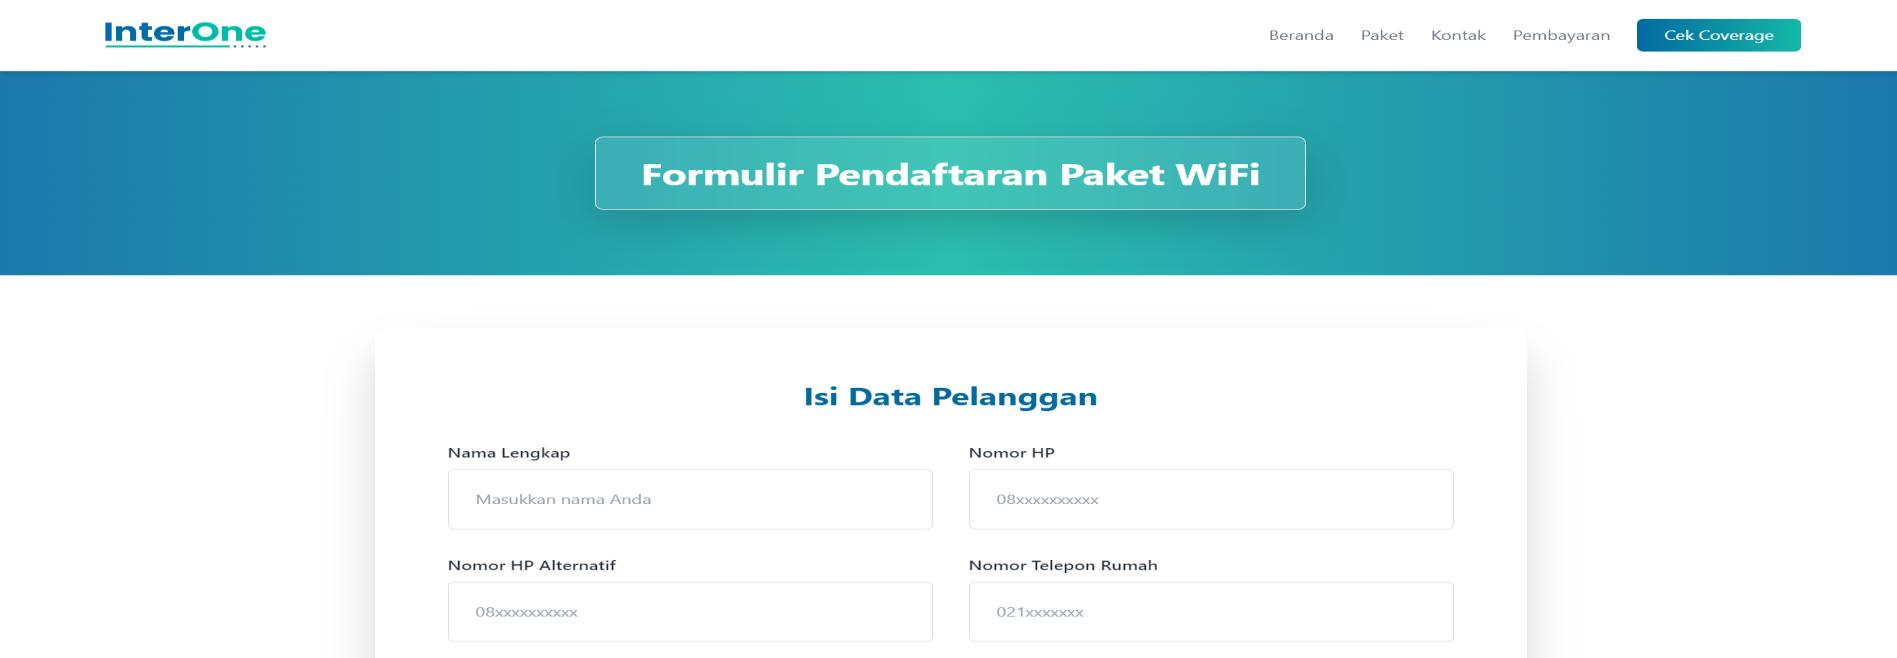 InterOne
Beranda Paket Kontak Pembayaran Cek Coverage
Formulir Pendaftaran Paket WiFi
Isi Data Pelanggan
Nama Lengkap Nomor HP
Masukkan nama Anda 08xxxxxxxxxx
Nomor HP Alternatif Nomor Telepon Rumah
08xxxxxxxxxx 021xxxxxxx